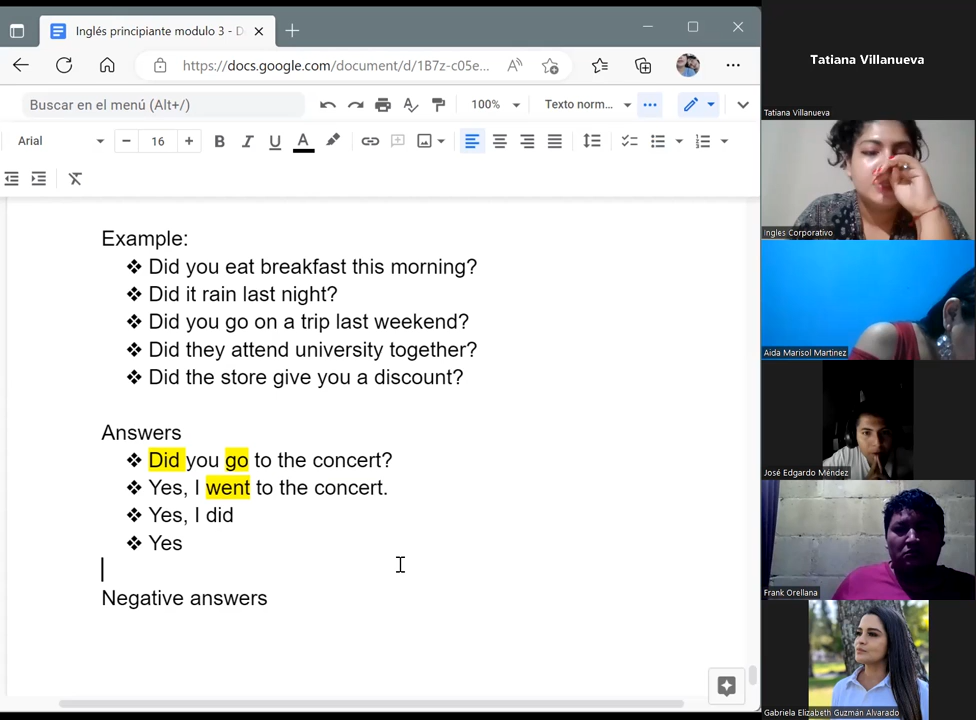 Inglés principiante modulo 3 - D
https://docs.google.com/document/d/1B7z-c05e...
Buscar en el menú (Alt+/)
100%
Texto norm...
Arial
16
Example:
❖ Did you eat breakfast this morning?
❖ Did it rain last night?
❖ Did you go on a trip last weekend?
❖ Did they attend university together?
❖ Did the store give you a discount?
Answers
❖ Did you go to the concert?
❖ Yes, I went to the concert.
❖ Yes, I did
❖ Yes
Negative answers
Tatiana Villanueva
Tatiana Villanueva
Ingles Corporativo
Aida Marisol Martinez
José Edgardo Méndez
Frank Orellana
Gabriela Elizabeth Guzmán Alvarado